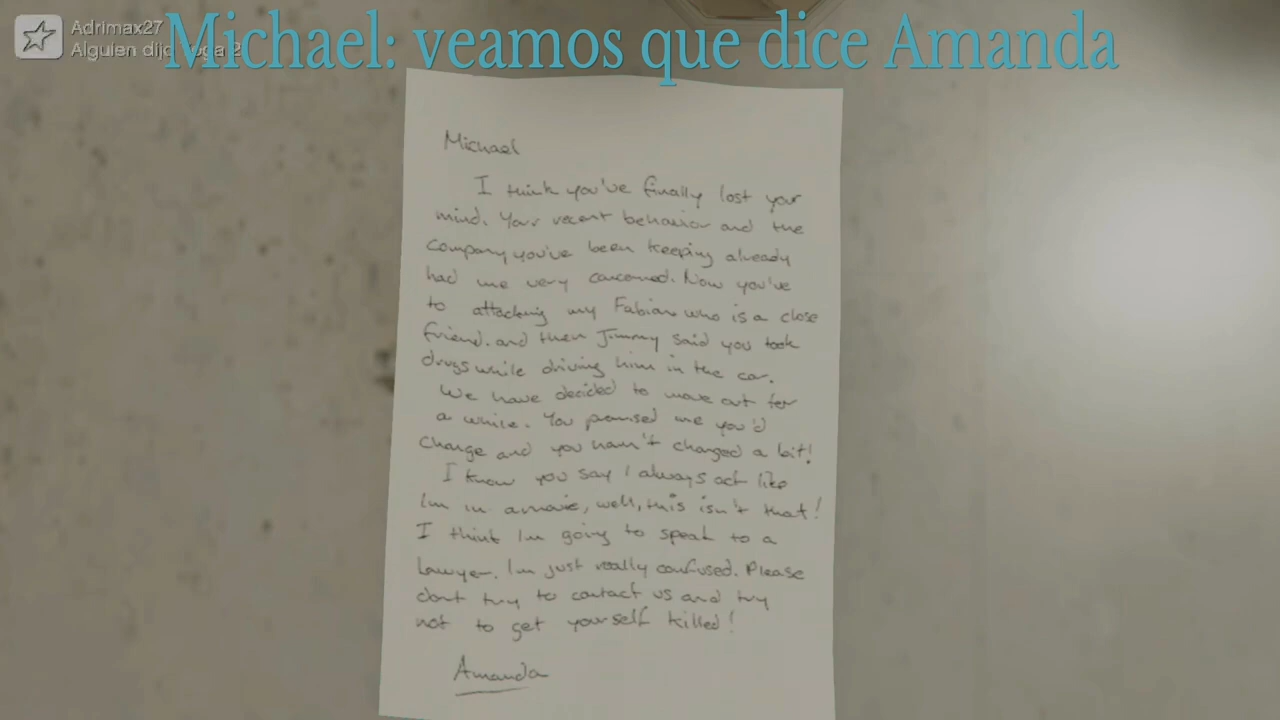 Adrimax27
Alguien dijo yoga?
Michael: veamos que dice Amanda
Michael
I think you've finally lost your
mind. Your recent behavior and the
company you've been keeping already
had me very concerned. Now you've
to attacking my Fabian who is a close
friend. and then Jimmy said you took
drugs while driving him in the car.
We have decided to move out for
a while. You promised me you'd
change and you havn't changed a bit!
I know you say I always act like
I'm in a movie, well, this isn't that!
I think I'm going to speak to a
lawyer. I'm just really confused. Please
dont try to contact us and try
not to get yourself killed!
Amanda